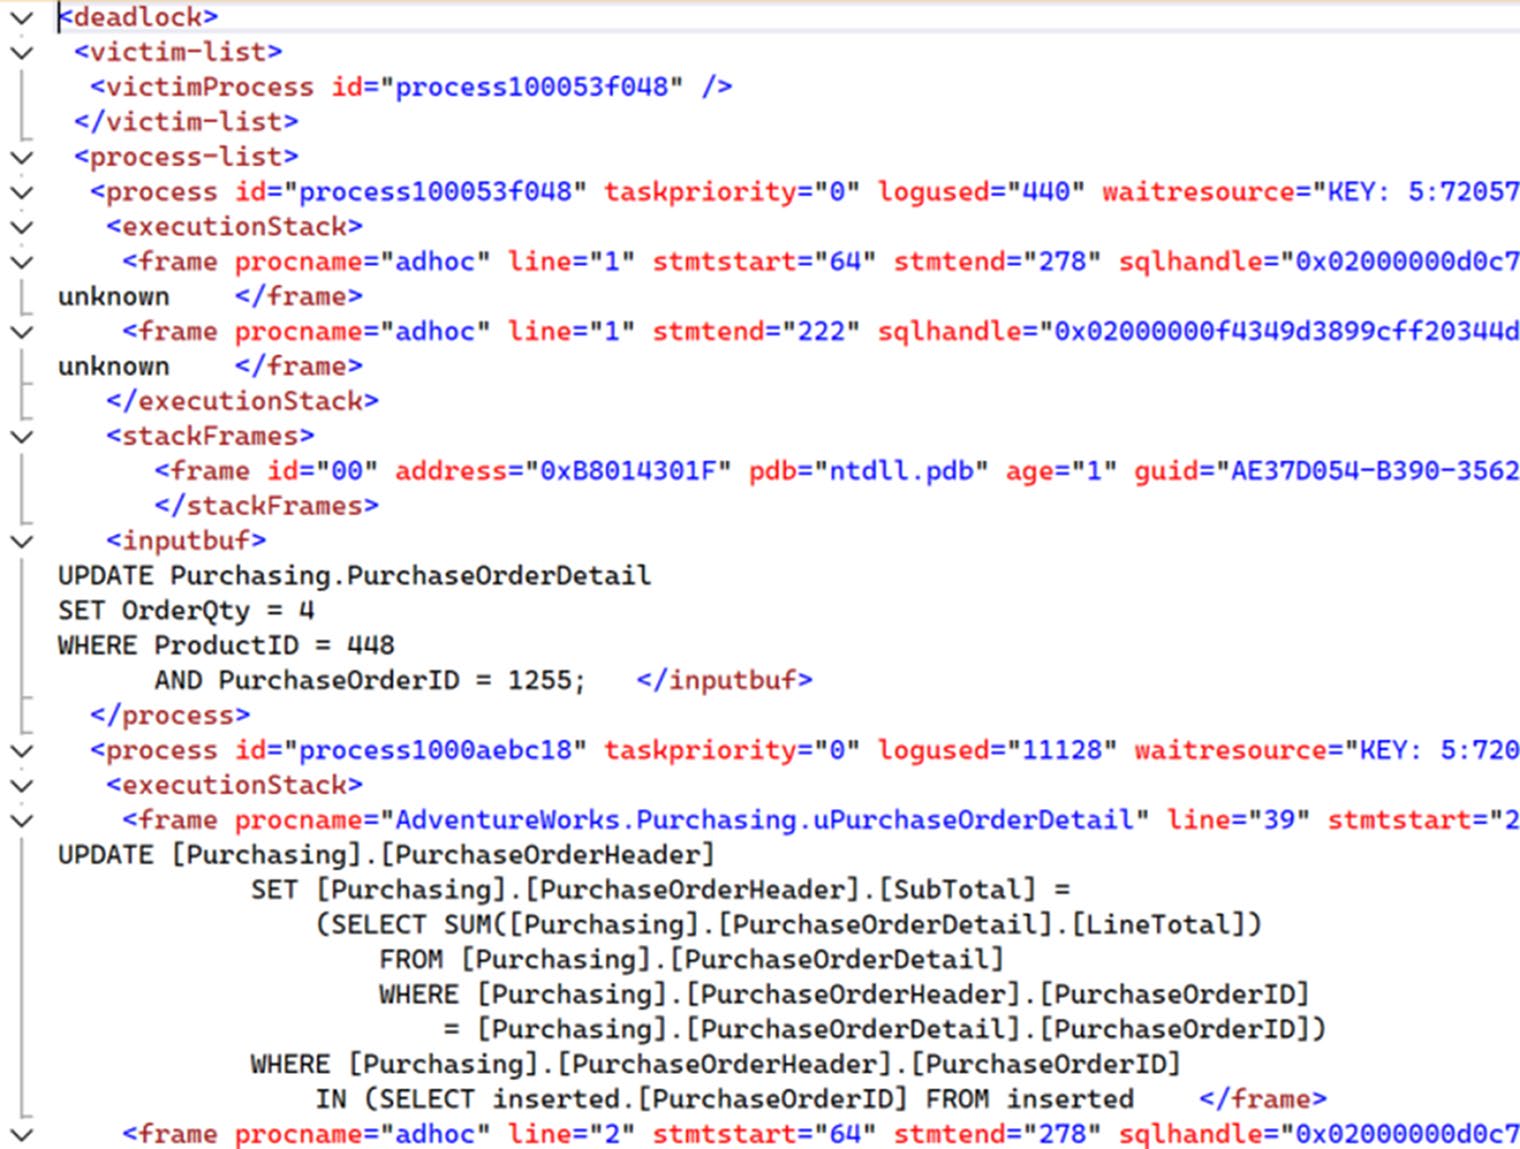 <deadlock>
<victim-list>
<victimProcess id="process100053f048" />
</victim-list>
<process-list>
<process id="process100053f048" taskpriority="0" logused="440" waitresource="KEY: 5:72057
<executionStack>
<frame procname="adhoc" line="1" stmtstart="64" stmtend="278" sqlhandle="0x02000000d0c7
unknown    </frame>
<frame procname="adhoc" line="1" stmtend="222" sqlhandle="0x02000000f4349d3899cff20344d
unknown    </frame>
</executionStack>
<stackFrames>
<frame id="00" address="0xB8014301F" pdb="ntdll.pdb" age="1" guid="AE37D054-B390-3562
</stackFrames>
<inputbuf>
UPDATE Purchasing.PurchaseOrderDetail
SET OrderQty = 4
WHERE ProductID = 448
AND PurchaseOrderID = 1255;   </inputbuf>
</process>
<process id="process1000aebc18" taskpriority="0" logused="11128" waitresource="KEY: 5:720
<executionStack>
<frame procname="AdventureWorks.Purchasing.uPurchaseOrderDetail" line="39" stmtstart="2
UPDATE [Purchasing].[PurchaseOrderHeader]
SET [Purchasing].[PurchaseOrderHeader].[SubTotal] =
(SELECT SUM([Purchasing].[PurchaseOrderDetail].[LineTotal])
FROM [Purchasing].[PurchaseOrderDetail]
WHERE [Purchasing].[PurchaseOrderHeader].[PurchaseOrderID]
= [Purchasing].[PurchaseOrderDetail].[PurchaseOrderID])
WHERE [Purchasing].[PurchaseOrderHeader].[PurchaseOrderID]
IN (SELECT inserted.[PurchaseOrderID] FROM inserted    </frame>
<frame procname="adhoc" line="2" stmtstart="64" stmtend="278" sqlhandle="0x02000000d0c7